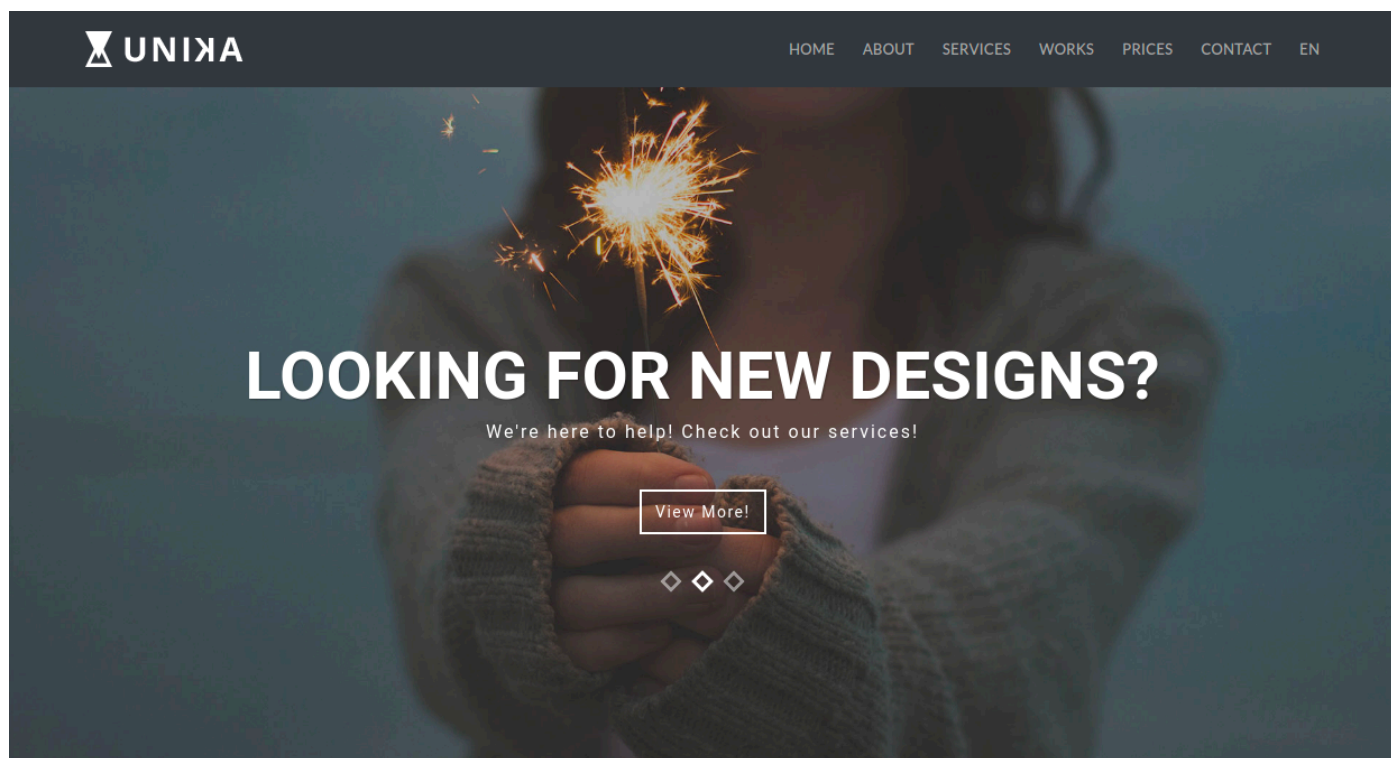 UNIKA
HOME ABOUT SERVICES WORKS PRICES CONTACT EN
LOOKING FOR NEW DESIGNS?
We're here to help! Check out our services!
View More!